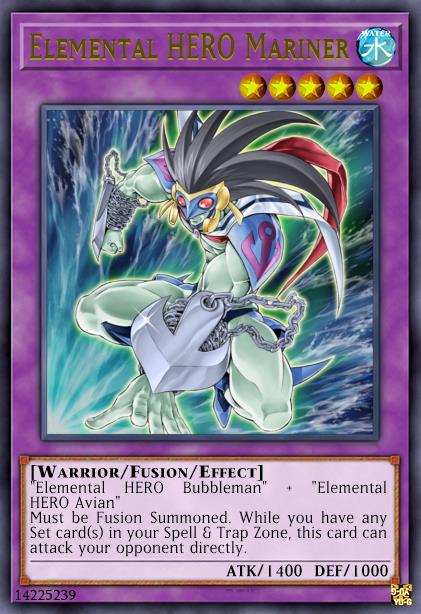 ELEMENTAL HERO MARINER
WATER
水
[WARRIOR/FUSION/EFFECT]
"Elemental HERO Bubbleman" + "Elemental
HERO Avian"
Must be Fusion Summoned. While you have any
Set card(s) in your Spell & Trap Zone, this card can
attack your opponent directly.
ATK/1400 DEF/1000
14225239